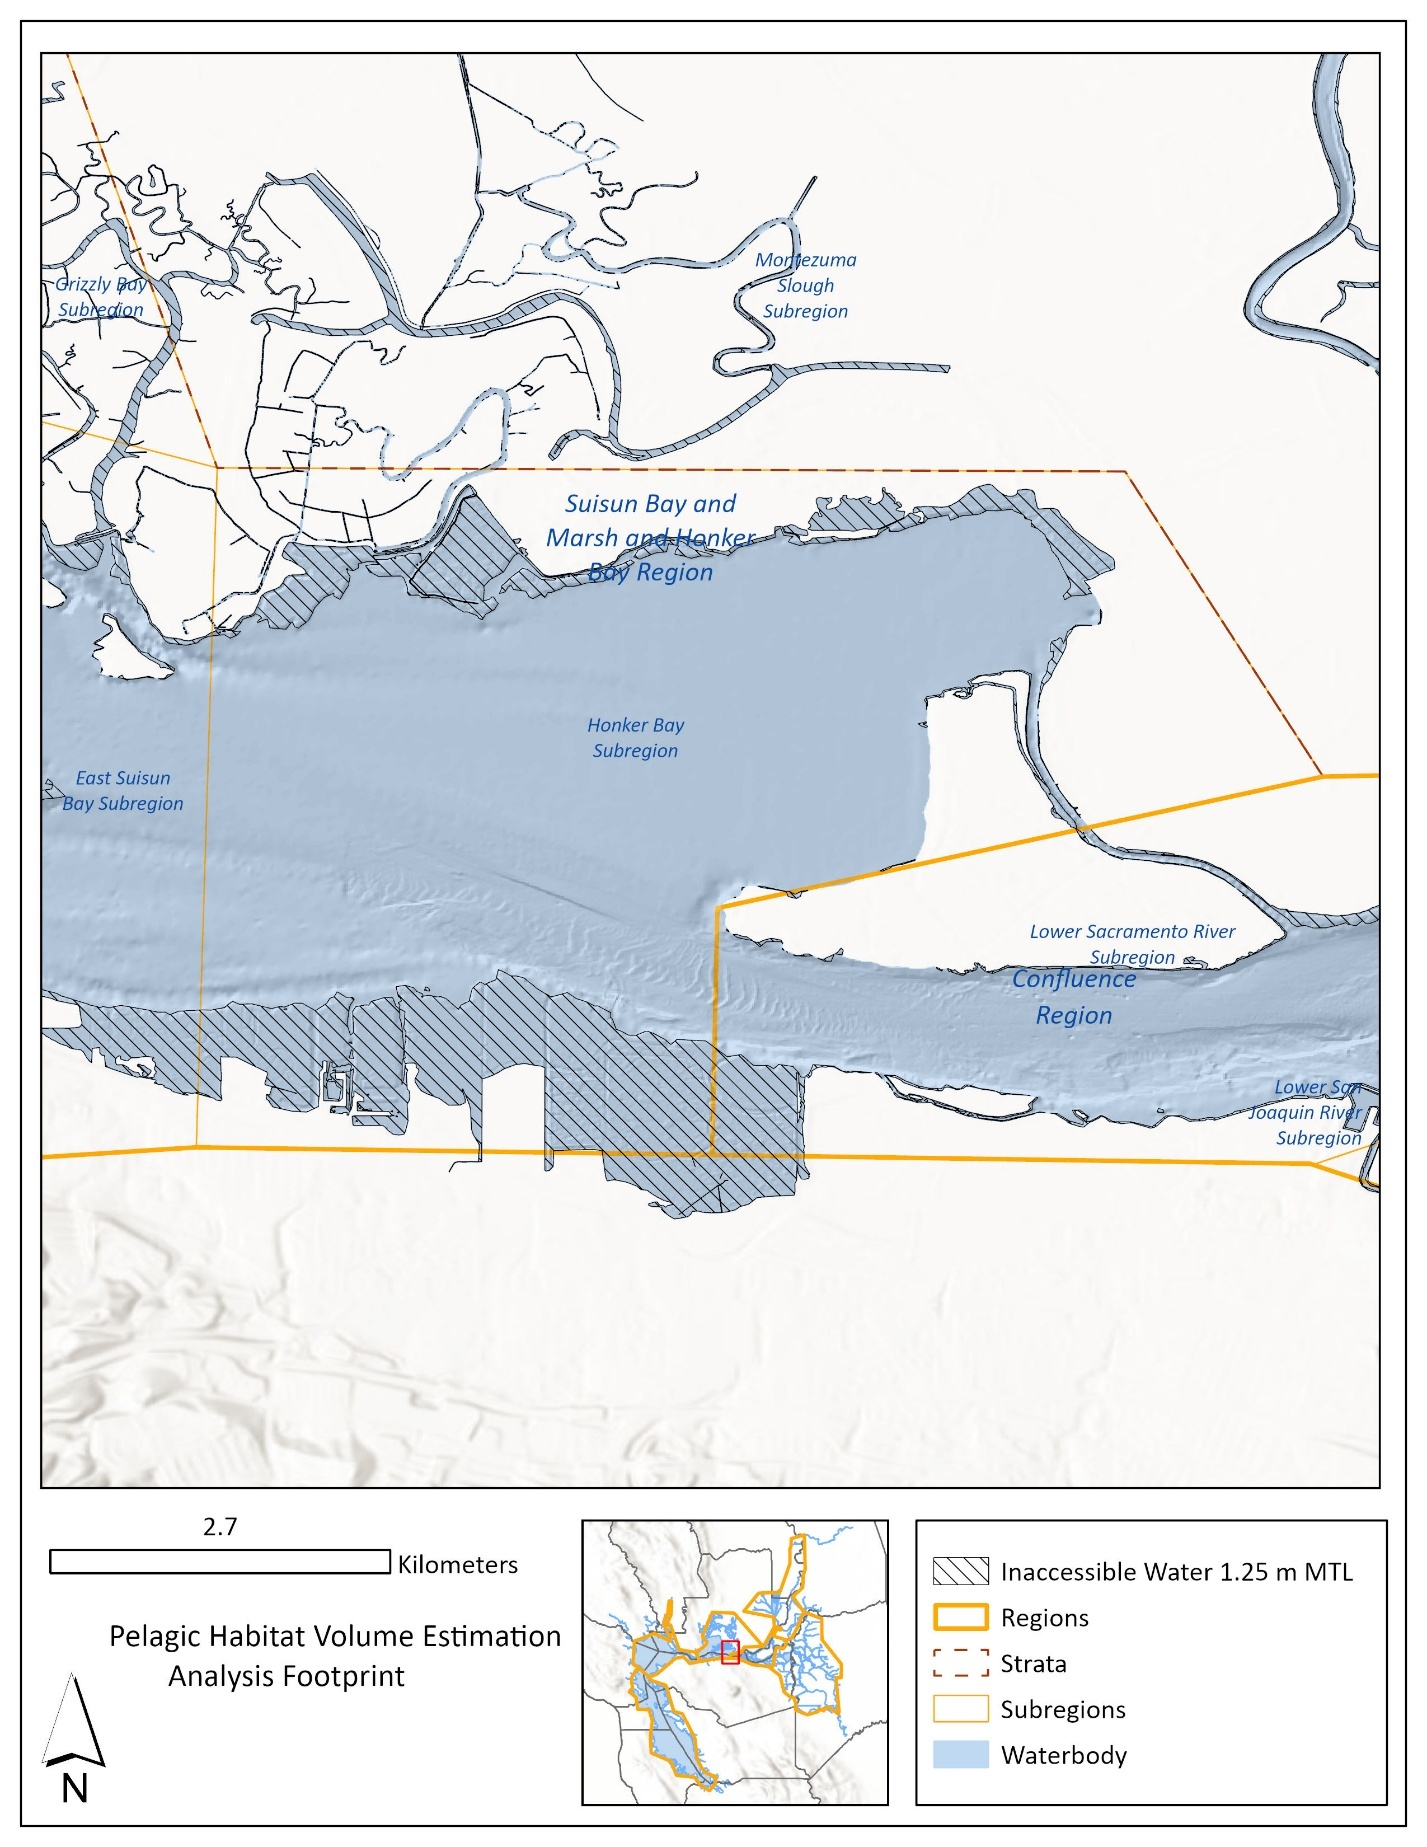 Grizzly Bay
Subregion
Montezuma
Slough
Subregion
Suisun Bay and
Marsh and Honker
Bay Region
Honker Bay
Subregion
East Suisun
Bay Subregion
Lower Sacramento River
Subregion
Confluence
Region
Lower San
Joaquin River
Subregion
2.7
Kilometers
Pelagic Habitat Volume Estimation
Analysis Footprint
N
Inaccessible Water 1.25 m MTL
Regions
Strata
Subregions
Waterbody